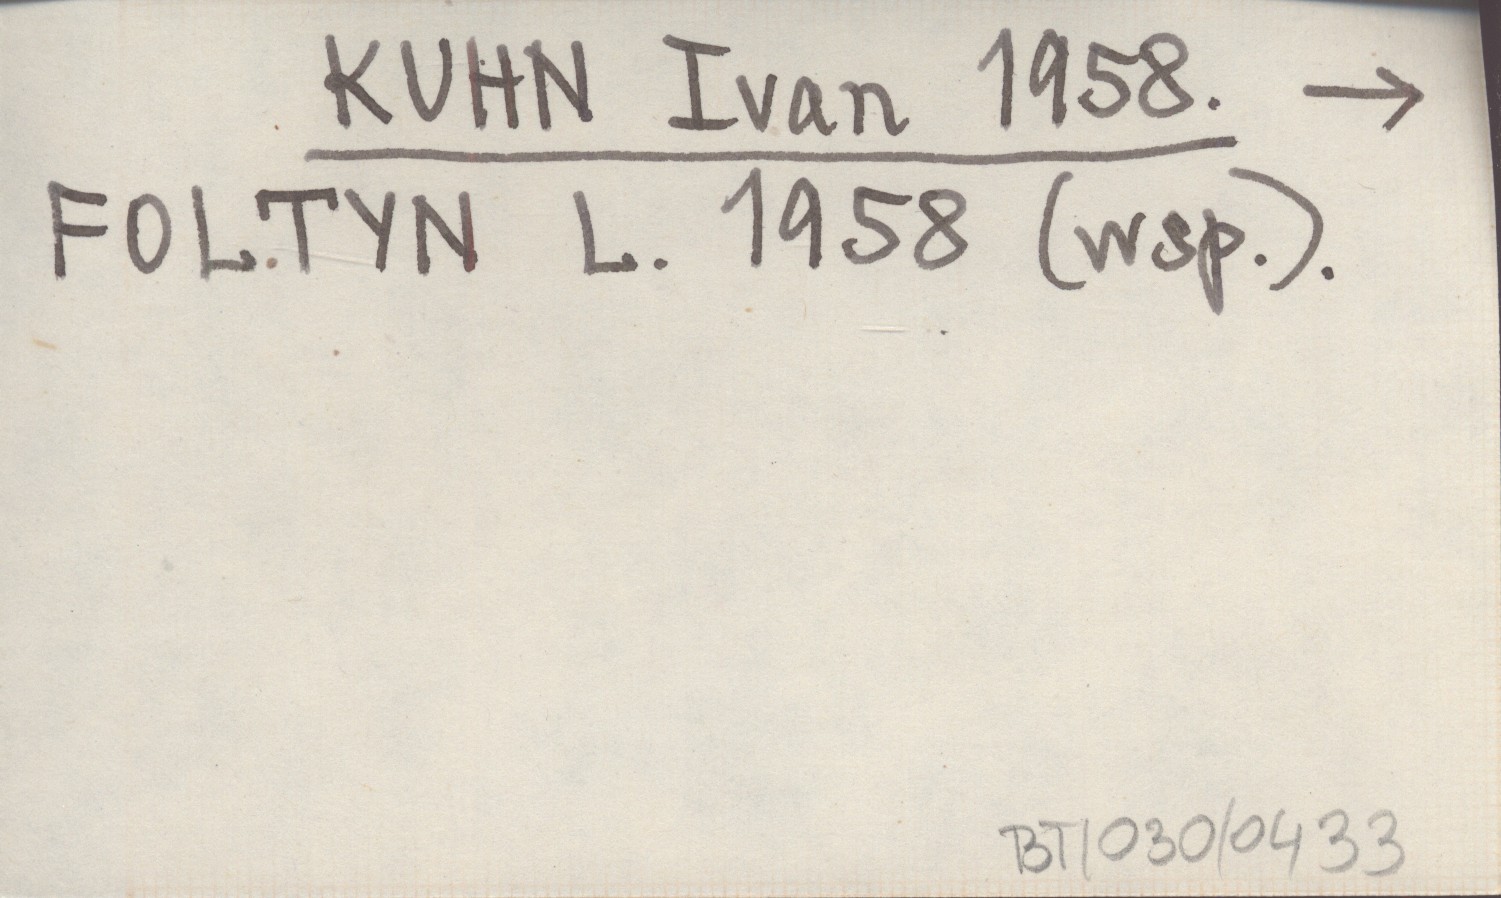 KUHN Ivan 1958. →
FOLTYN L. 1958 (wsp.).
BT/030/0433